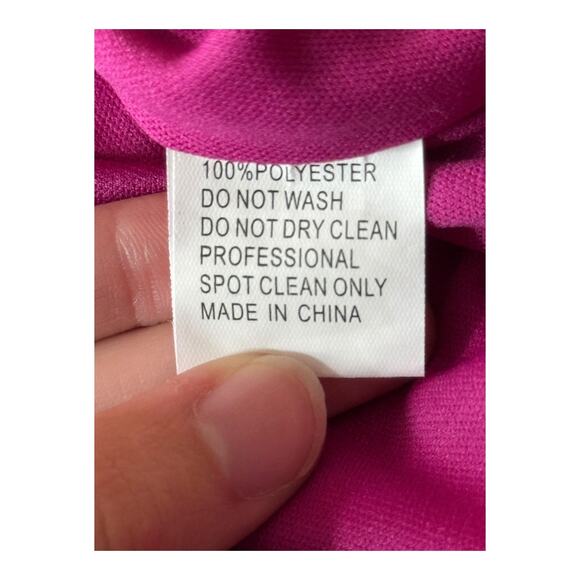 100%POLYESTER
DO NOT WASH
DO NOT DRY CLEAN
PROFESSIONAL
SPOT CLEAN ONLY
MADE IN CHINA